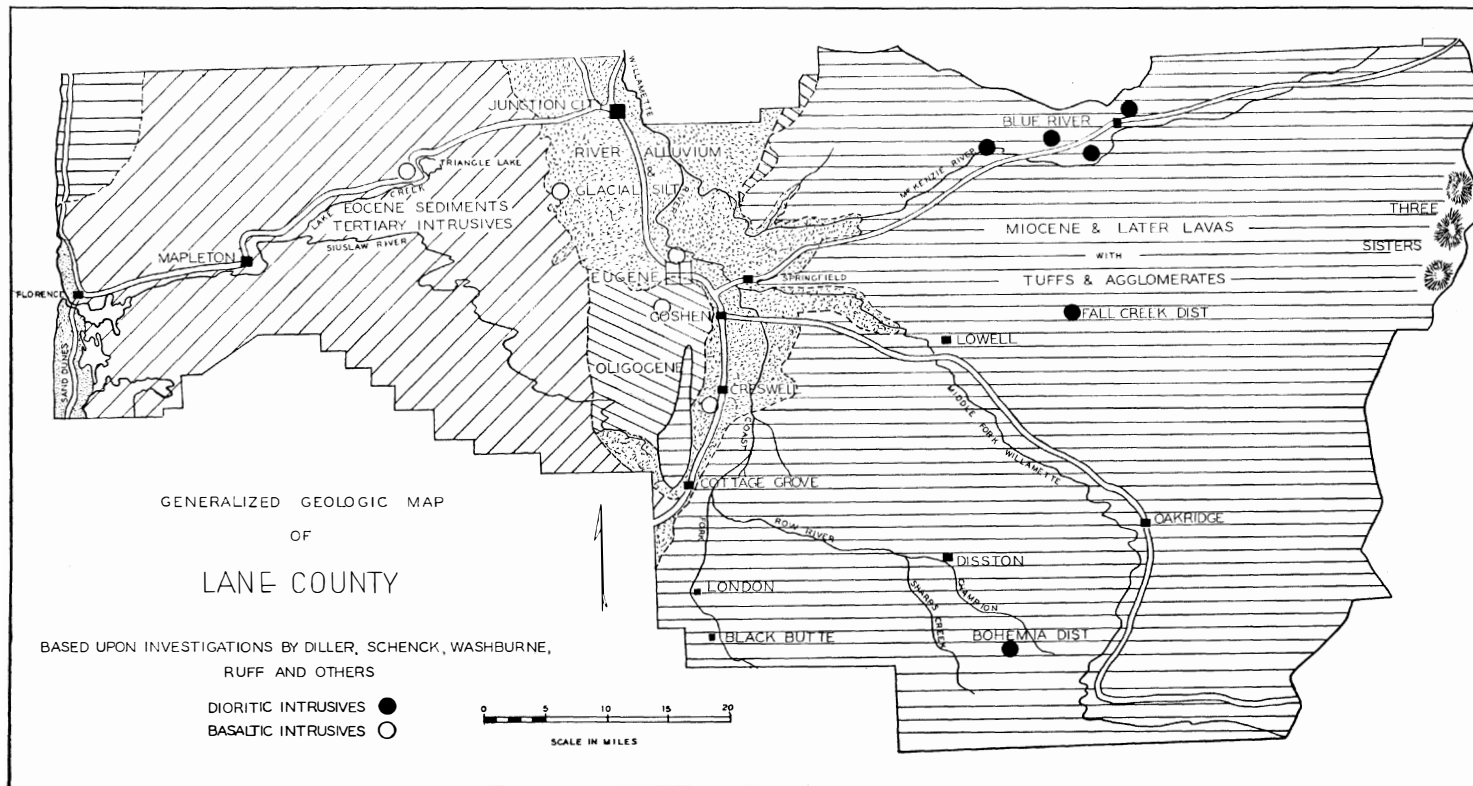 WILLAMETTE
JUNCTION CITY
BLUE RIVER
RIVER ALLUVIUM
&
GLACIAL SILT
RIVER
TRIANGLE LAKE
LAKE CREEK
EOCENE SEDIMENTS
TERTIARY INTRUSIVES
SIUSLAW RIVER
MAPLETON
FLORENCE
SAND DUNES
McKENZIE RIVER
THREE
SISTERS
MIOCENE & LATER LAVAS
WITH
TUFFS & AGGLOMERATES
EUGENE
SPRINGFIELD
GOSHEN
FALL CREEK DIST
LOWELL
OLIGOCENE
CRESWELL
MIDDLE FORK WILLAMETTE
COAST FORK
COTTAGE GROVE
OAKRIDGE
ROW RIVER
DISSTON
LONDON
SHARPS CREEK
CHAMPION
BLACK BUTTE
BOHEMIA DIST
GENERALIZED GEOLOGIC MAP
OF
LANE COUNTY
BASED UPON INVESTIGATIONS BY DILLER, SCHENCK, WASHBURNE,
RUFF AND OTHERS
DIORITIC INTRUSIVES
BASALTIC INTRUSIVES
0 5 10 15 20
SCALE IN MILES